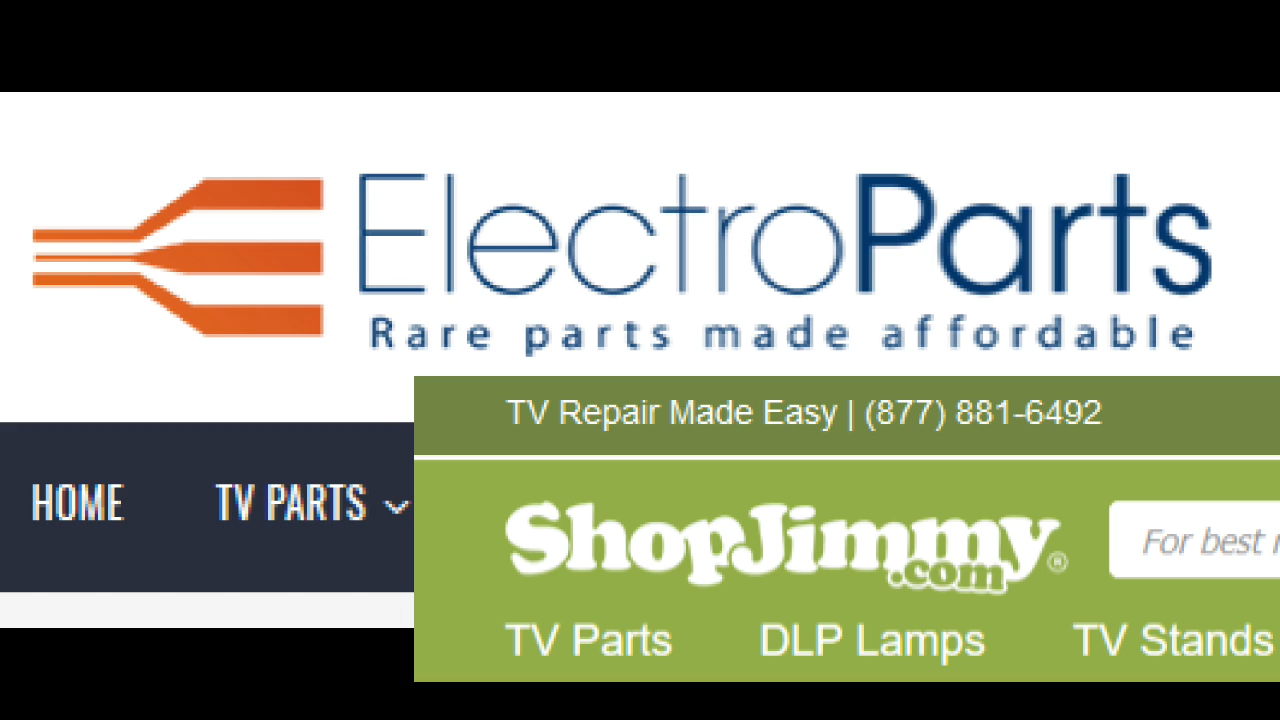 ElectroParts
Rare parts made affordable
HOME TV PARTS
TV Repair Made Easy | (877) 881-6492
ShopJimmy
.com®
For best
TV Parts DLP Lamps TV Stands